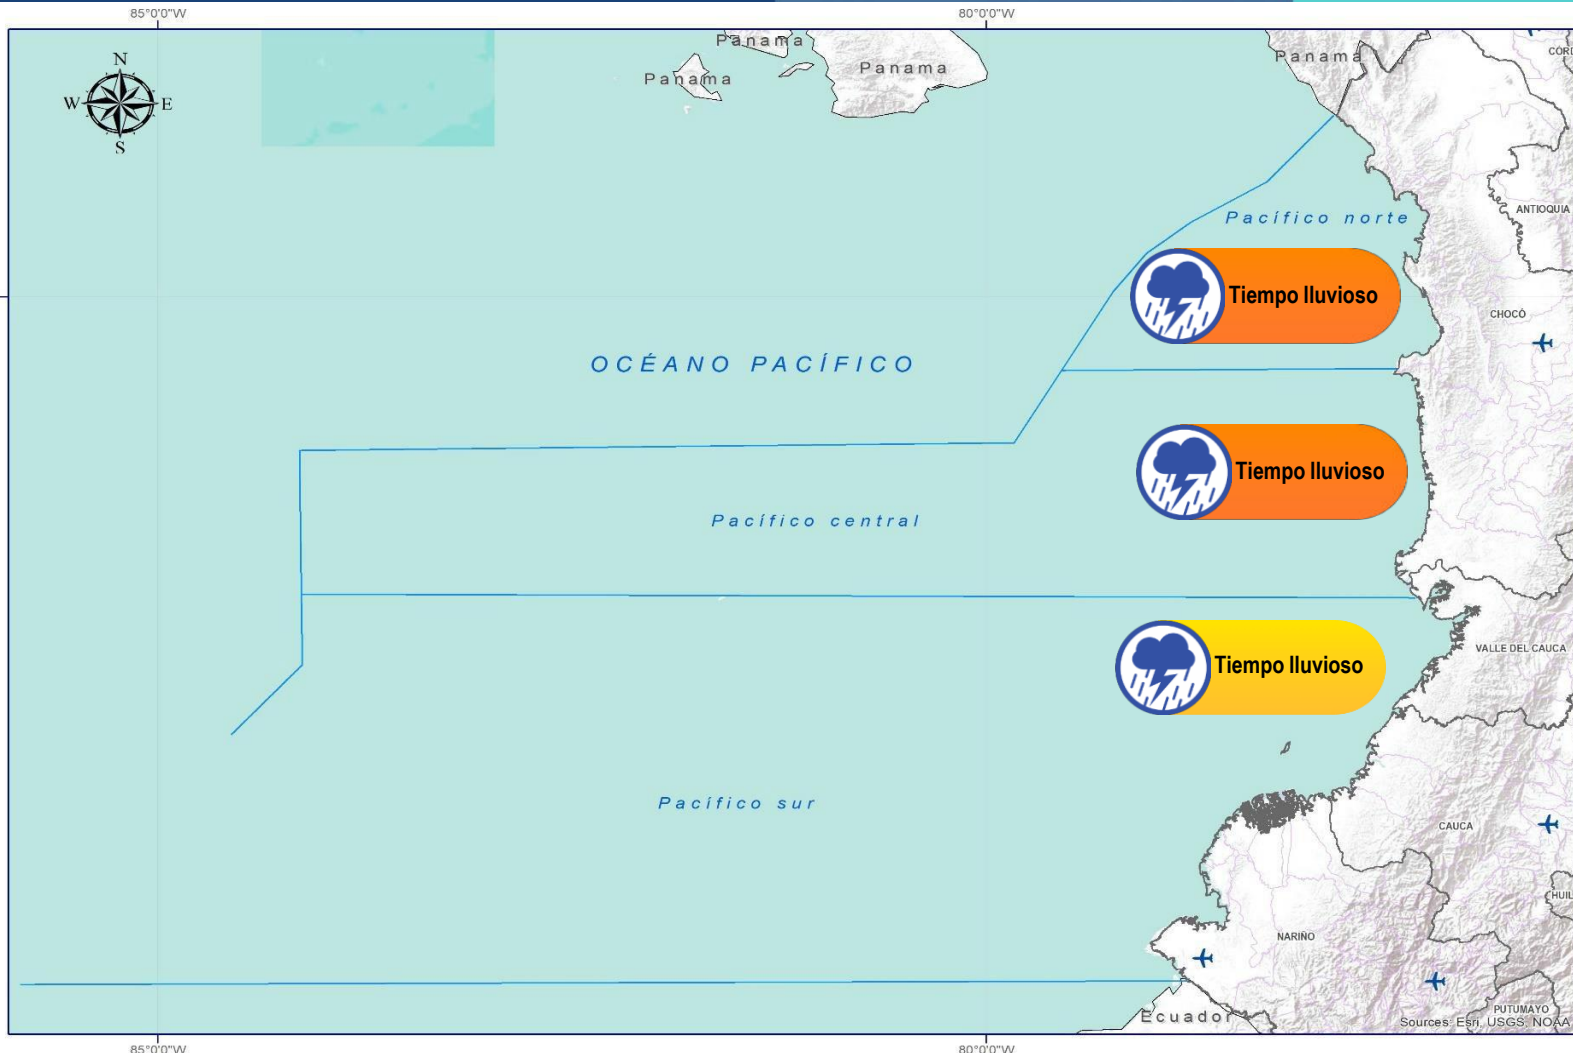 85°0'0"W
80°0'0"W
N
W
E
S
Panama
Panama
Panama
Panama
ANTIOQUIA
Pacífico norte
Tiempo lluvioso
CHOCÓ
OCÉANO PACÍFICO
Tiempo lluvioso
Pacífico central
VALLE DEL CAUCA
Tiempo lluvioso
Pacífico sur
CAUCA
NARIÑO
PUTUMAYO
Ecuador
Sources: Esri, USGS, NOAA
85°0'0"W
80°0'0"W